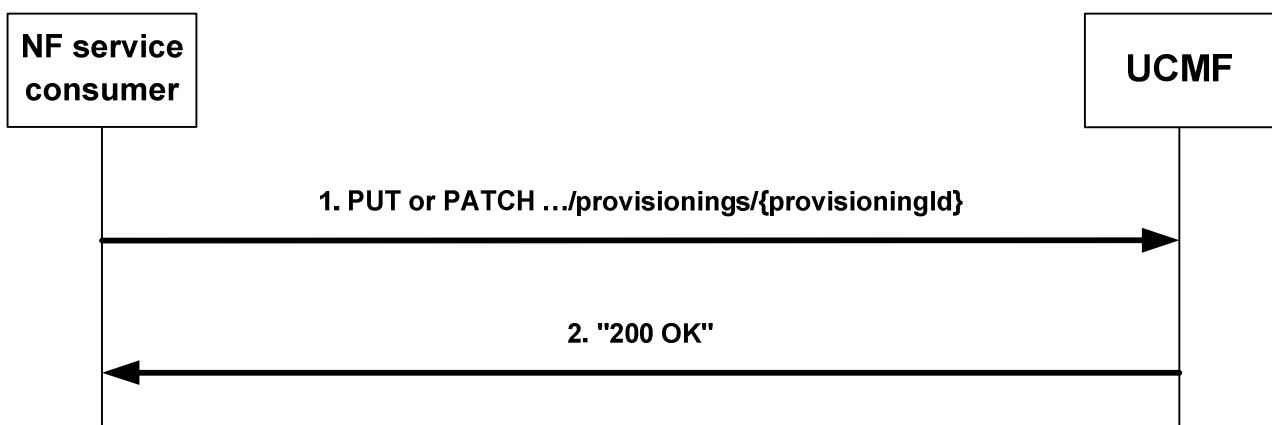 NF service
consumer
UCMF
1. PUT or PATCH …/provisionings/{provisioningId}
2. "200 OK"